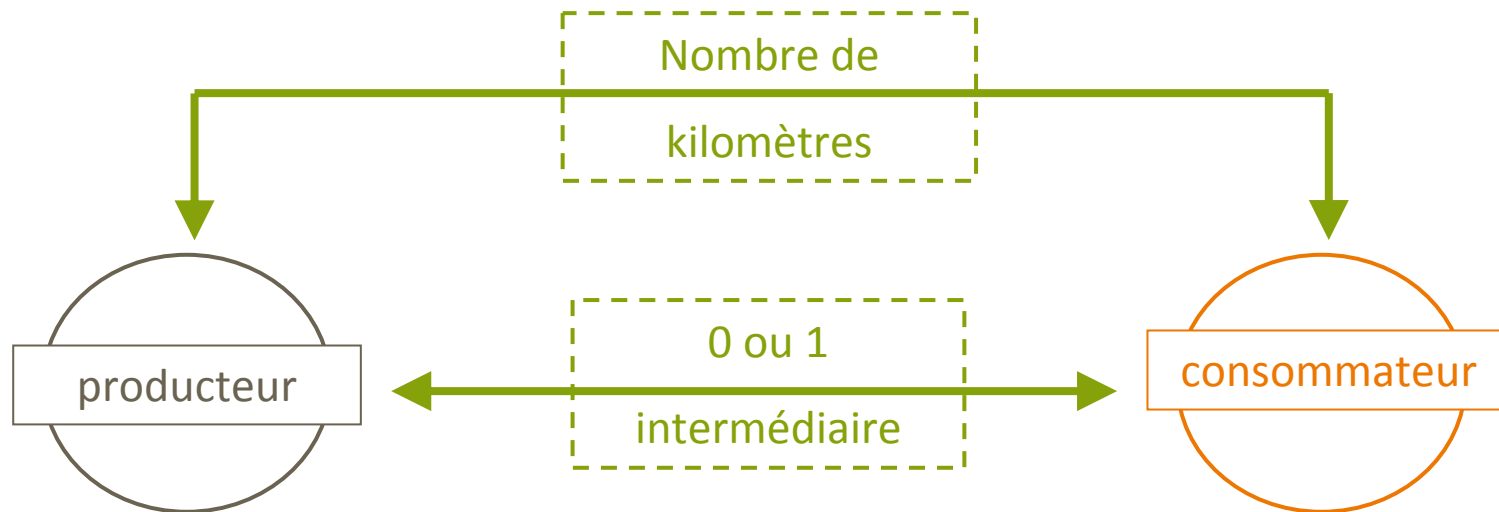 Nombre de
kilomètres
0 ou 1
intermédiaire
producteur
consommateur